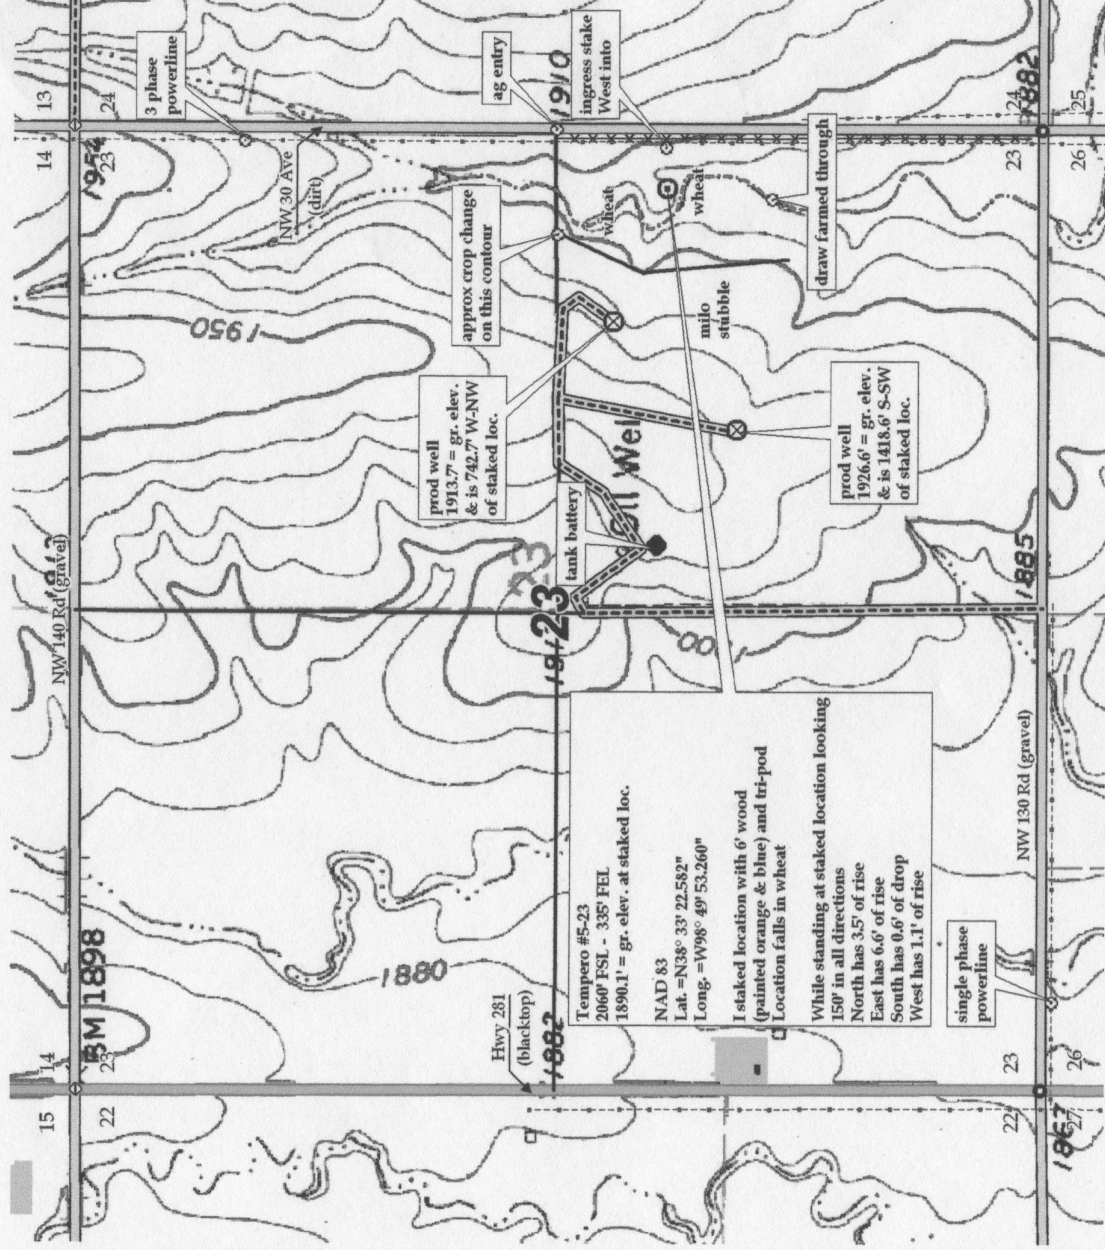 13
24
14
23
1954
3 phase
powerline
NW 30 Ave
(dirt)
ag entry
1910
ingress stake
West into
1882
24
25
23
26
1950
approx crop change
on this contour
wheat
wheat
draw farmed through
milo
stubble
prod well
1913.7' = gr. elev.
& is 742.7' W-NW
of staked loc.
prod well
1926.6' = gr. elev.
& is 1418.6' S-SW
of staked loc.
tank battery
Oil Wel
NW 140 Rd (gravel)
23
23
1885
00
Tempero #5-23
2060' FSL - 335' FEL
1890.1' = gr. elev. at staked loc.
NAD 83
Lat. =N38° 33' 22.582"
Long. =W98° 49' 53.260"
I staked location with 6' wood
(painted orange & blue) and tri-pod
Location falls in wheat
While standing at staked location looking
150' in all directions
North has 3.5' of rise
East has 6.6' of rise
South has 0.6' of drop
West has 1.1' of rise
NW 130 Rd (gravel)
single phase
powerline
1880
BM 1898
14
23
15
22
Hwy 281
(blacktop)
1882
23
26
22
27
1867